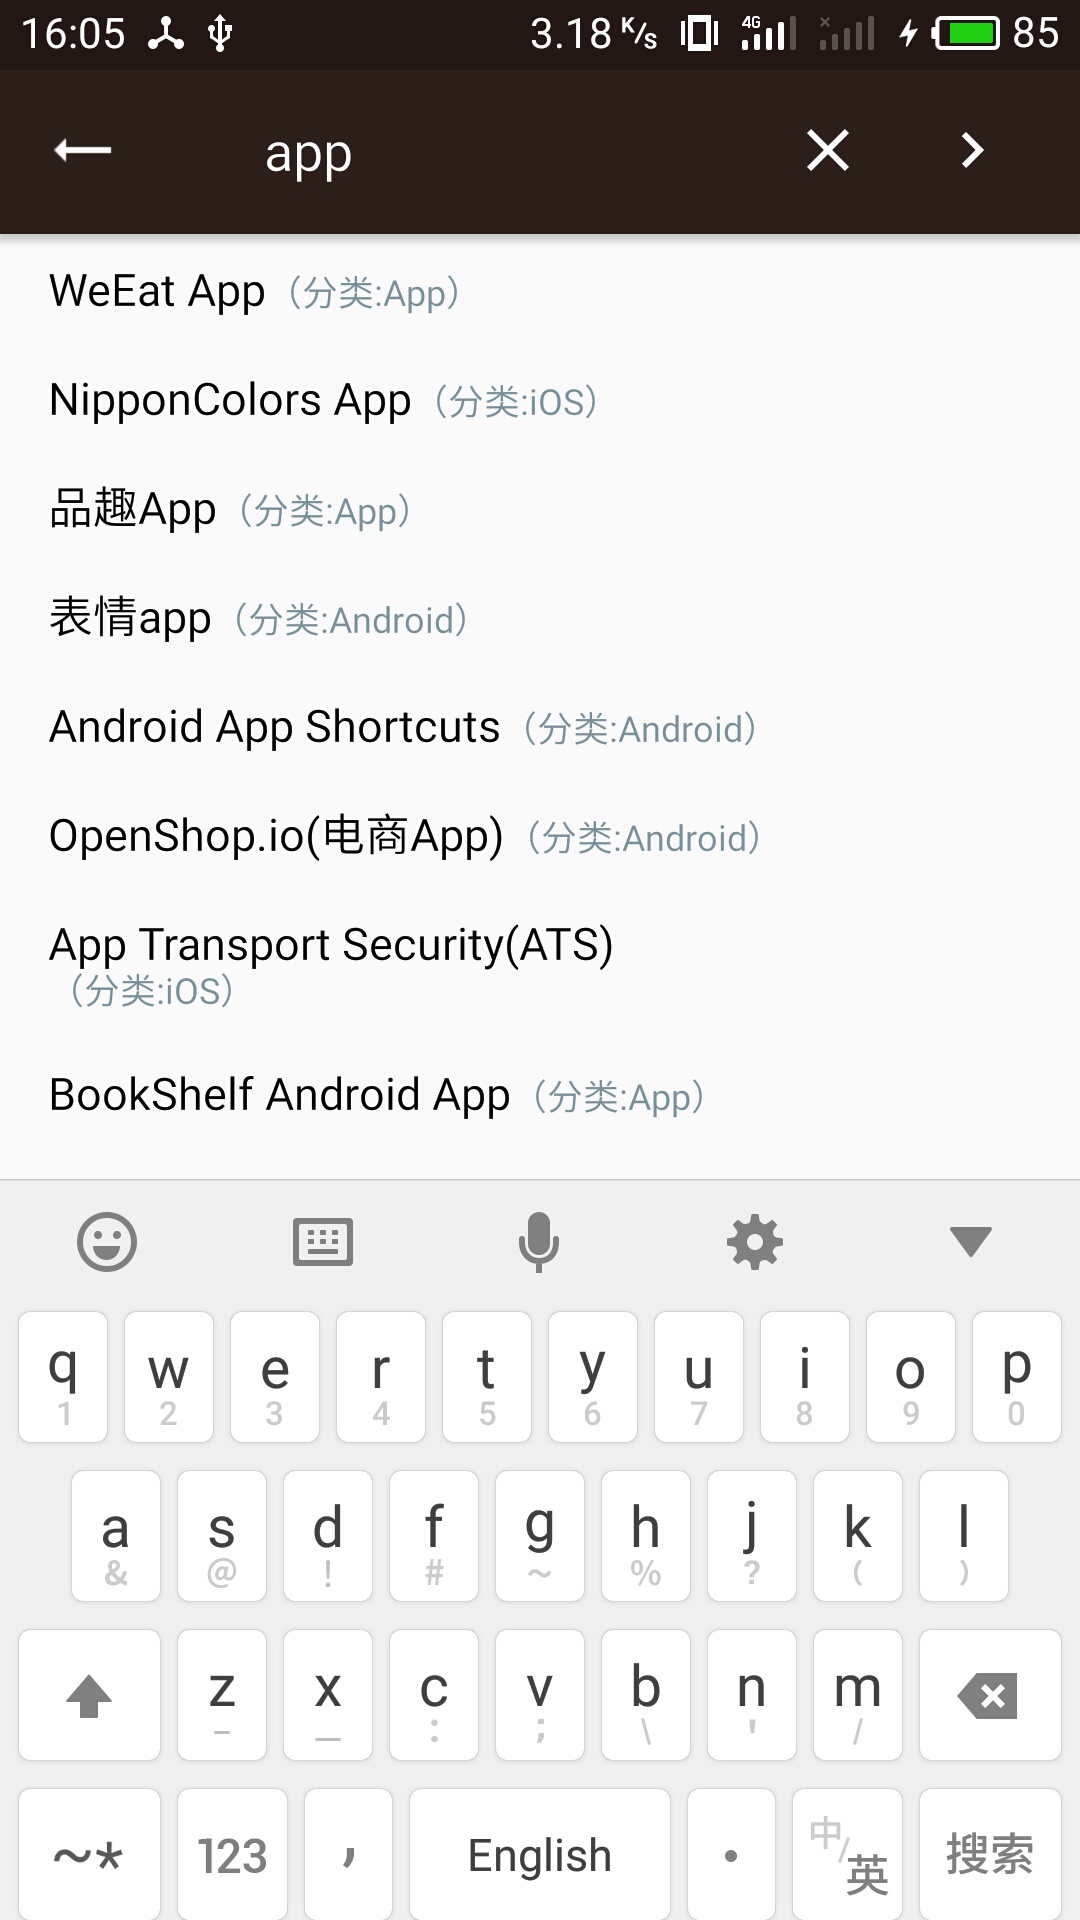 16:05 3.18 K/s 4G 85
app
WeEat App（分类:App）
NipponColors App（分类:iOS）
品趣App（分类:App）
表情app（分类:Android）
Android App Shortcuts（分类:Android）
OpenShop.io(电商App)（分类:Android）
App Transport Security(ATS)
（分类:iOS）
BookShelf Android App（分类:App）
q w e r t y u i o p
1 2 3 4 5 6 7 8 9 0
a s d f g h j k l
& @ ! # ~ % ? ( )
z x c v b n m
- _ : ; \ ' /
~* 123 , English . 中/英 搜索